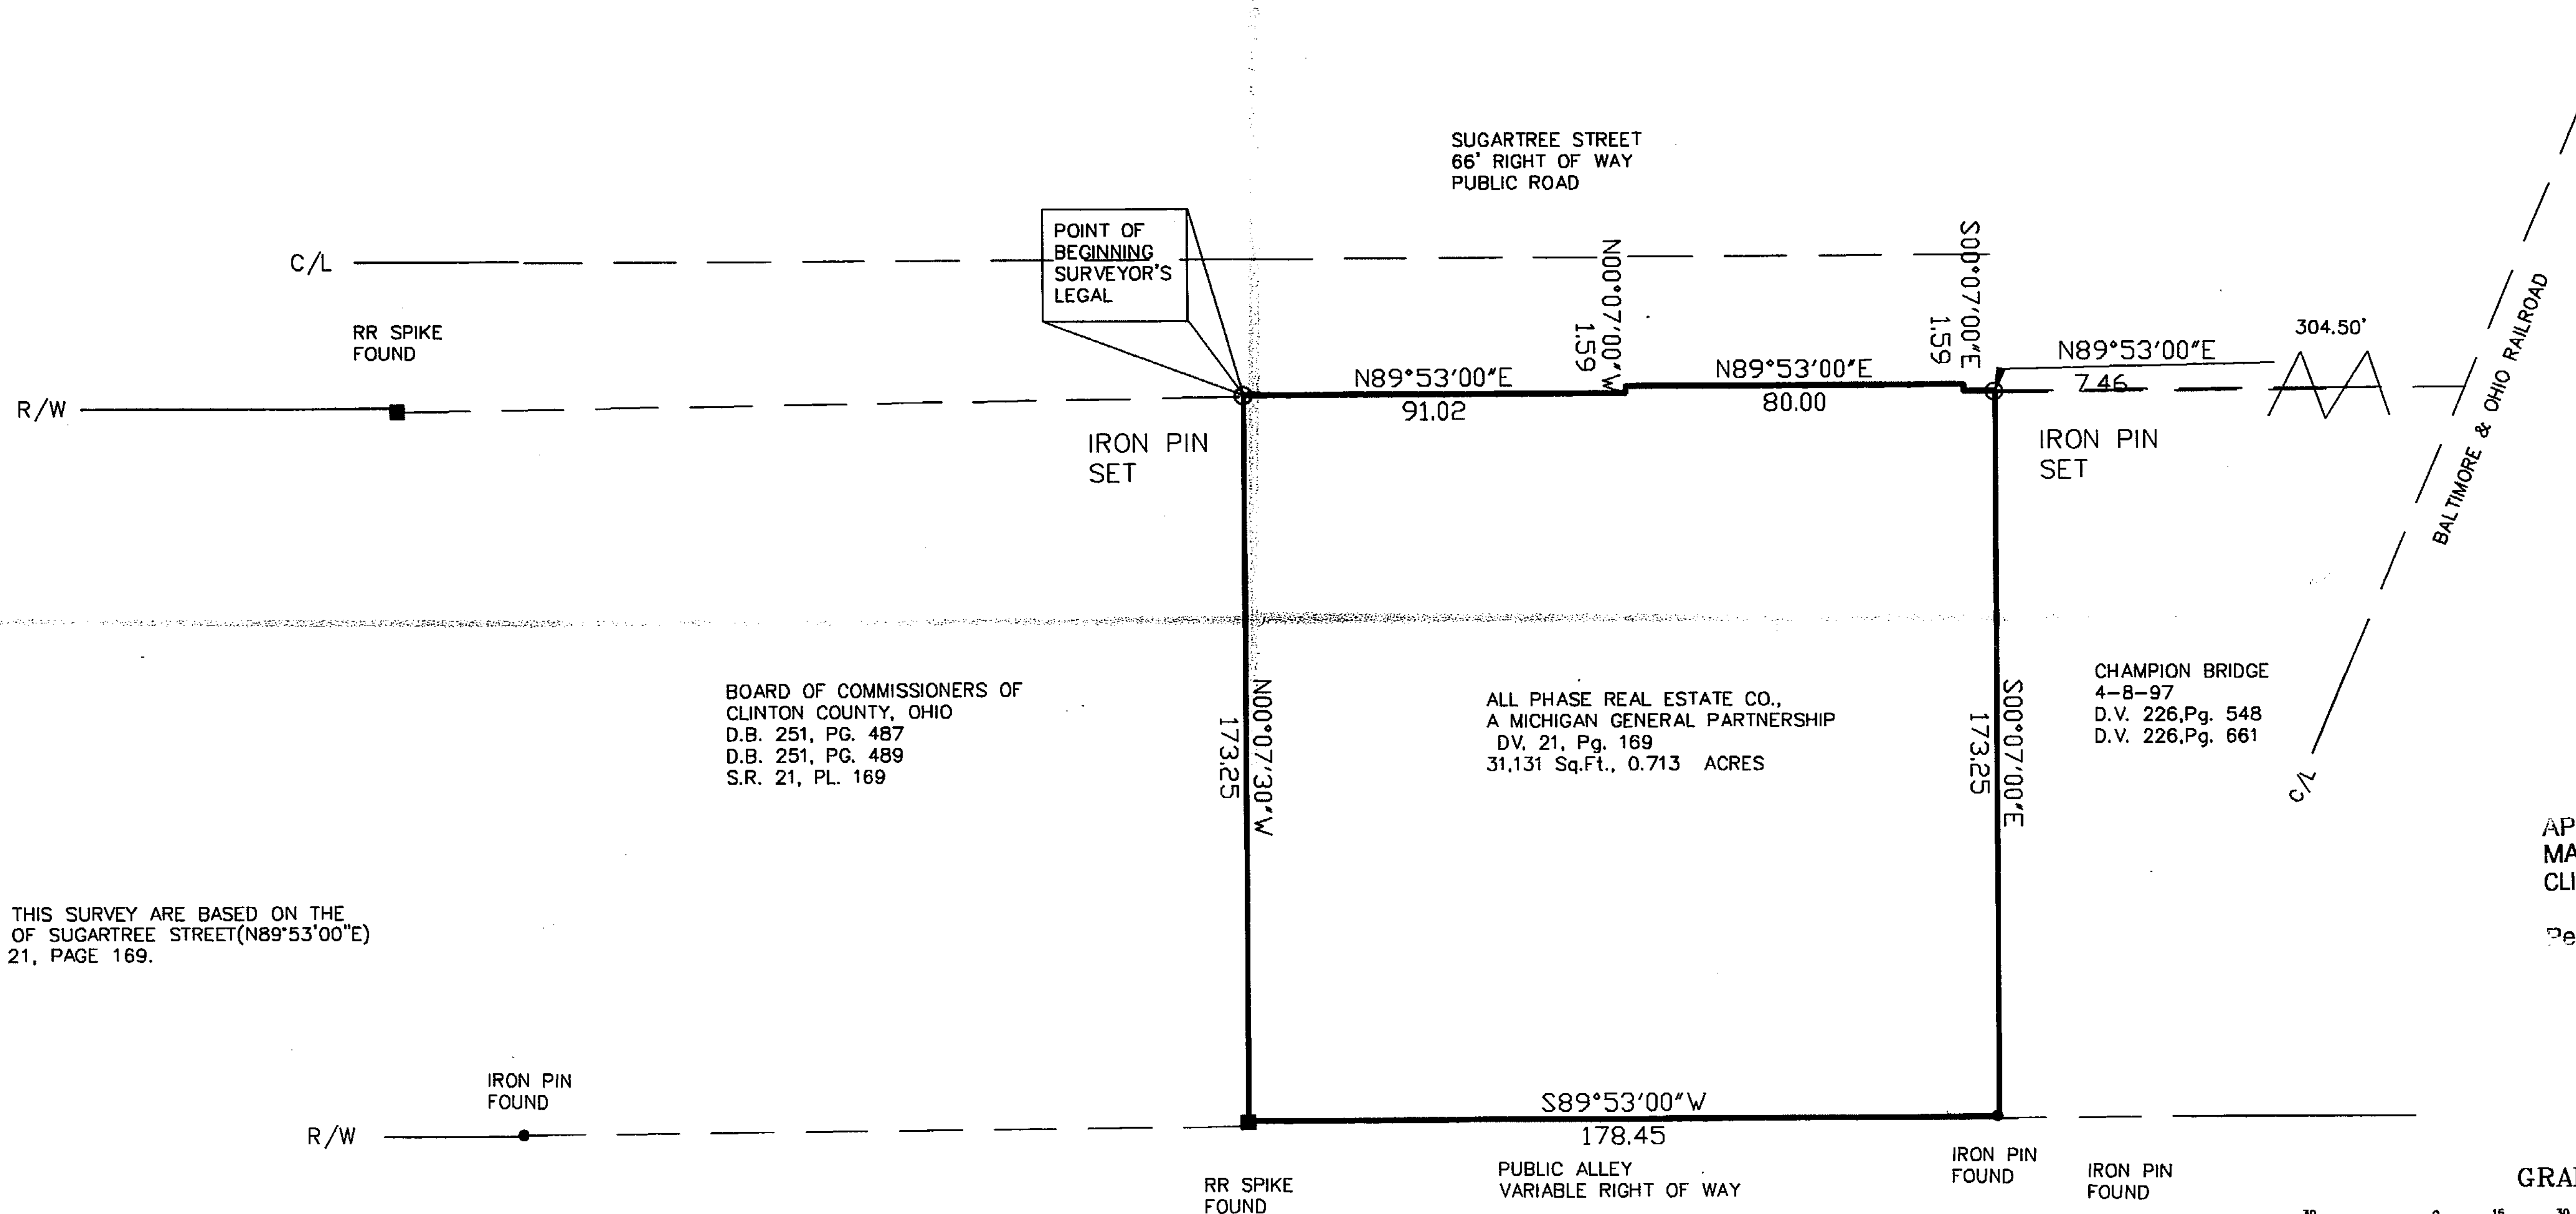 SUGARTREE STREET
66' RIGHT OF WAY
PUBLIC ROAD
POINT OF
BEGINNING
SURVEYOR'S
LEGAL
C/L
RR SPIKE
FOUND
R/W
IRON PIN
SET
N89°53'00"E
91.02
N00°07'00"W
1.59
N89°53'00"E
80.00
S00°07'00"E
1.59
N89°53'00"E
7.46
304.50'
IRON PIN
SET
BALTIMORE & OHIO RAILROAD
C/L
BOARD OF COMMISSIONERS OF
CLINTON COUNTY, OHIO
D.B. 251, PG. 487
D.B. 251, PG. 489
S.R. 21, PL. 169
N00°07'30"W
173.25
ALL PHASE REAL ESTATE CO.,
A MICHIGAN GENERAL PARTNERSHIP
DV. 21, Pg. 169
31,131 Sq.Ft., 0.713 ACRES
S00°07'00"E
173.25
CHAMPION BRIDGE
4-8-97
D.V. 226,Pg. 548
D.V. 226,Pg. 661
AP
MA
CLI
Pe
THIS SURVEY ARE BASED ON THE
OF SUGARTREE STREET(N89°53'00"E)
21, PAGE 169.
IRON PIN
FOUND
R/W
S89°53'00"W
178.45
RR SPIKE
FOUND
PUBLIC ALLEY
VARIABLE RIGHT OF WAY
IRON PIN
FOUND
IRON PIN
FOUND
GRA